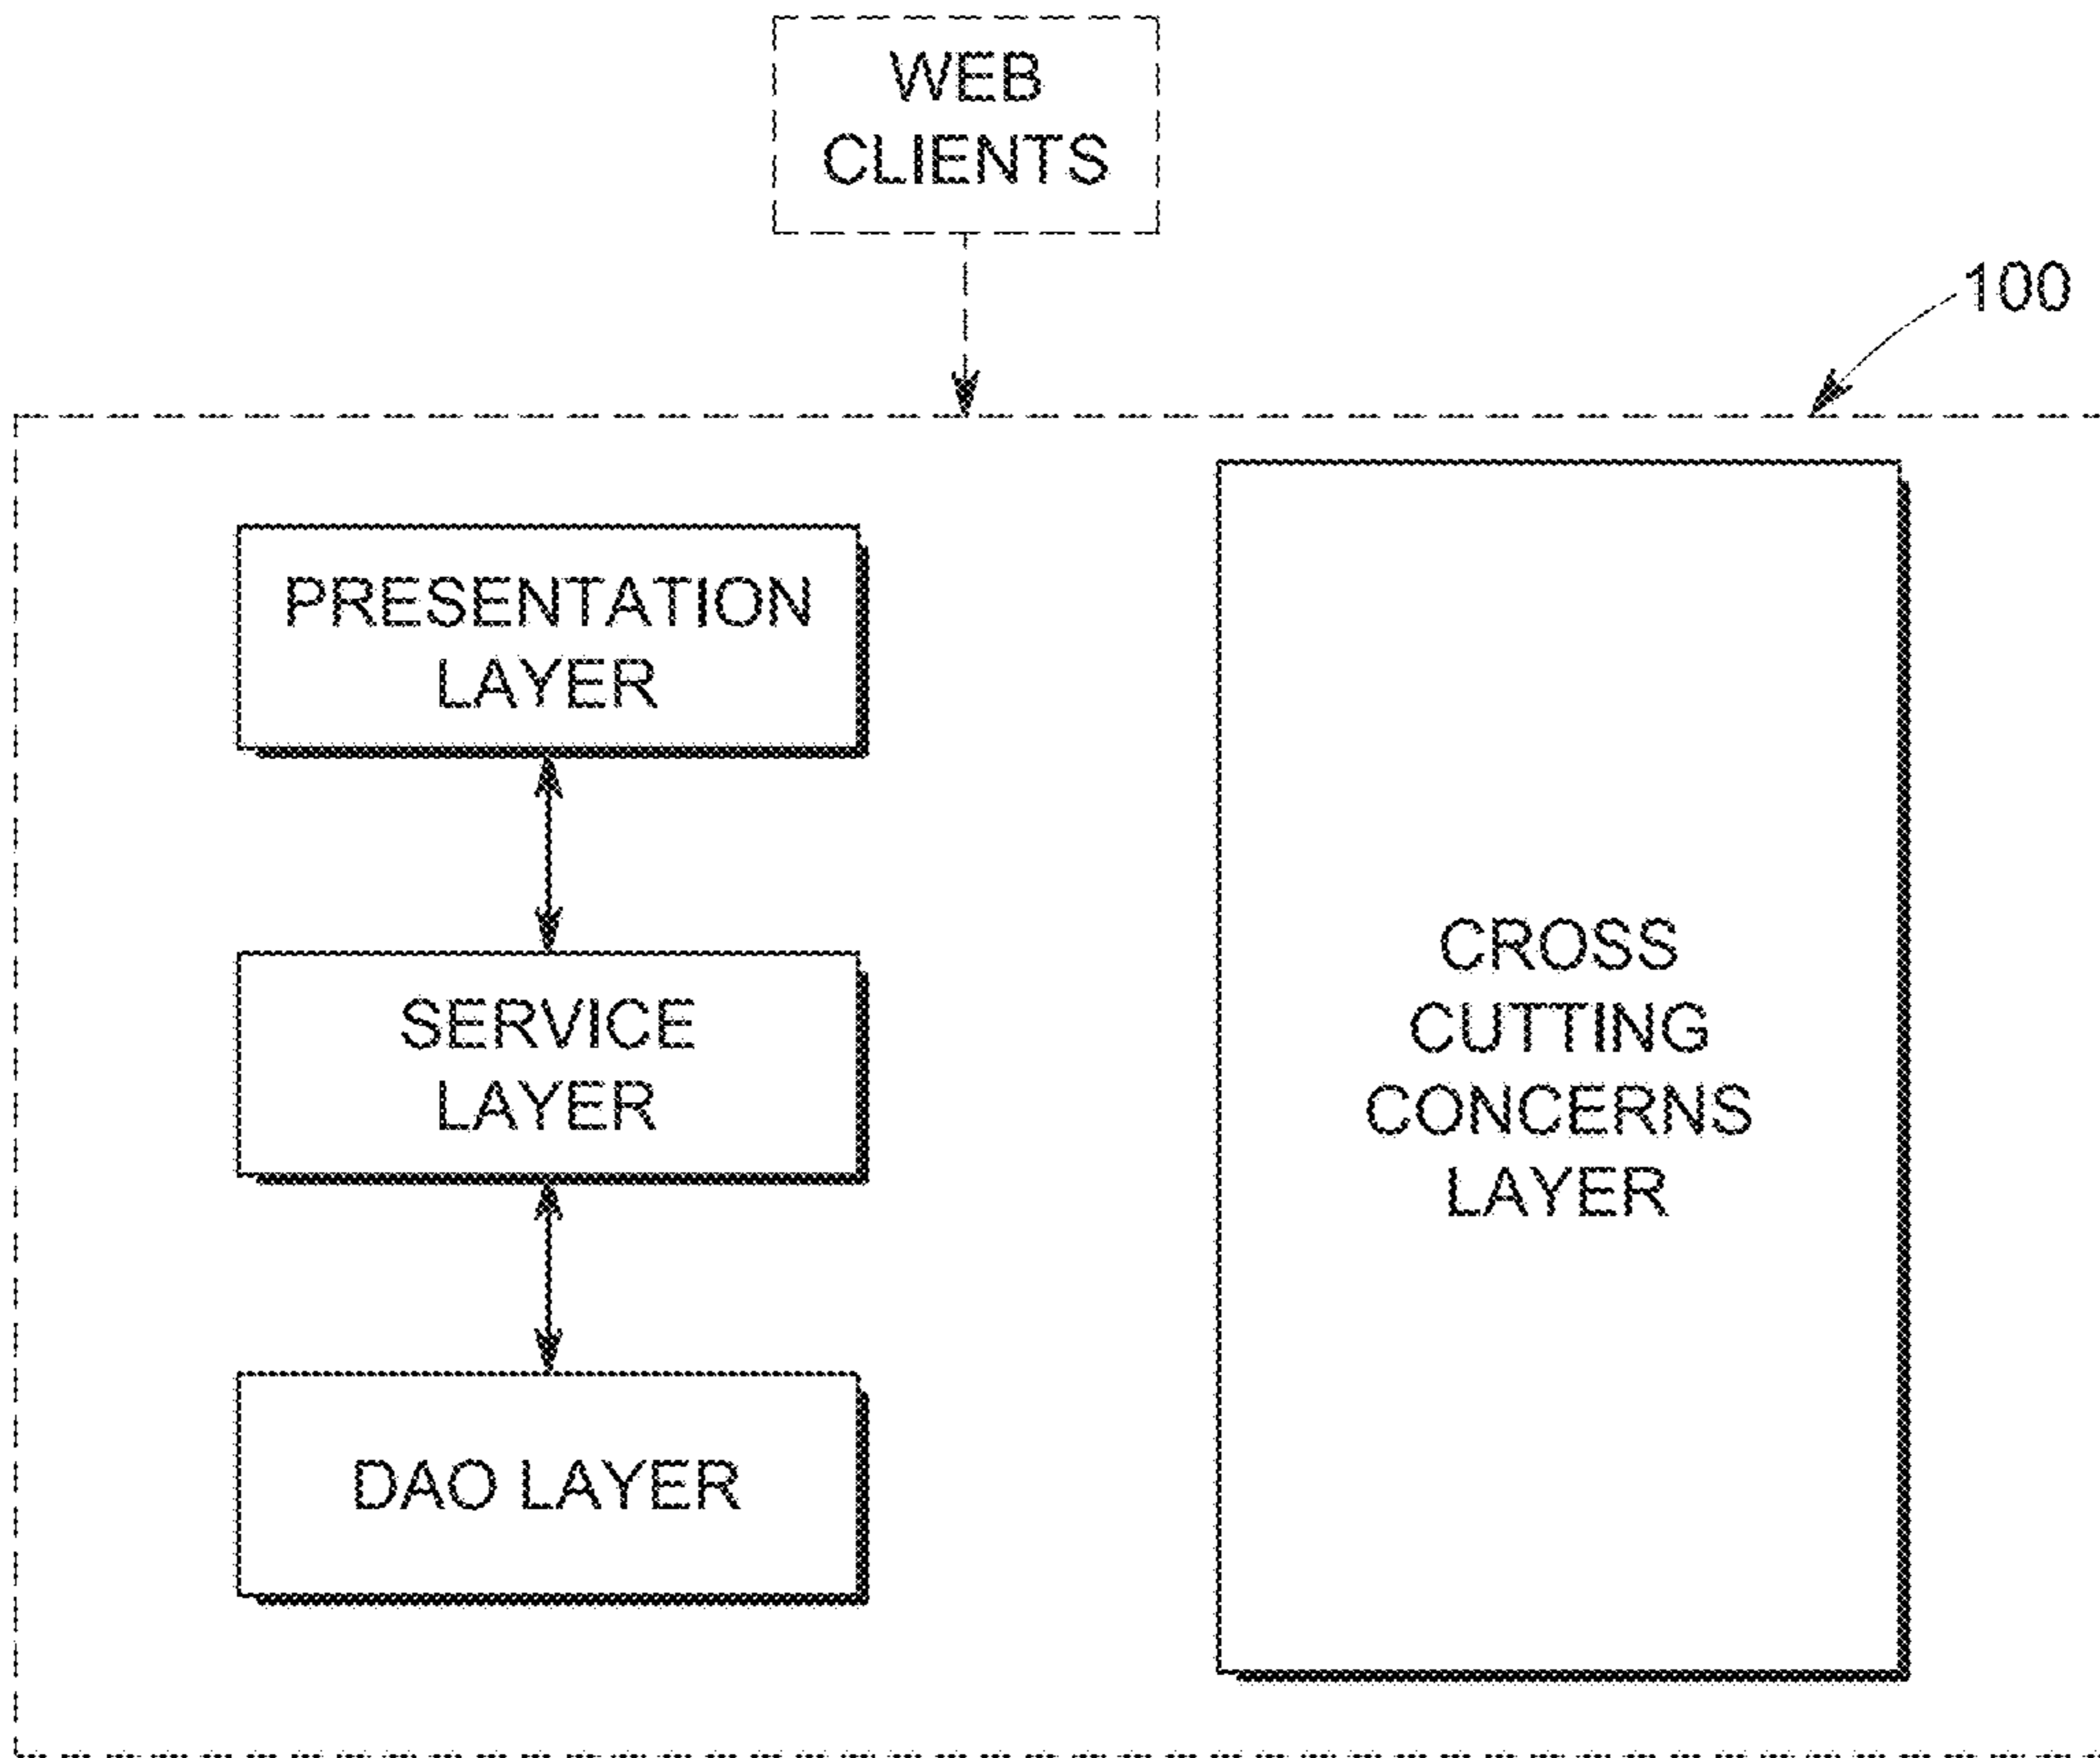 WEB
CLIENTS
100
PRESENTATION
LAYER
SERVICE
LAYER
DAO LAYER
CROSS
CUTTING
CONCERNS
LAYER